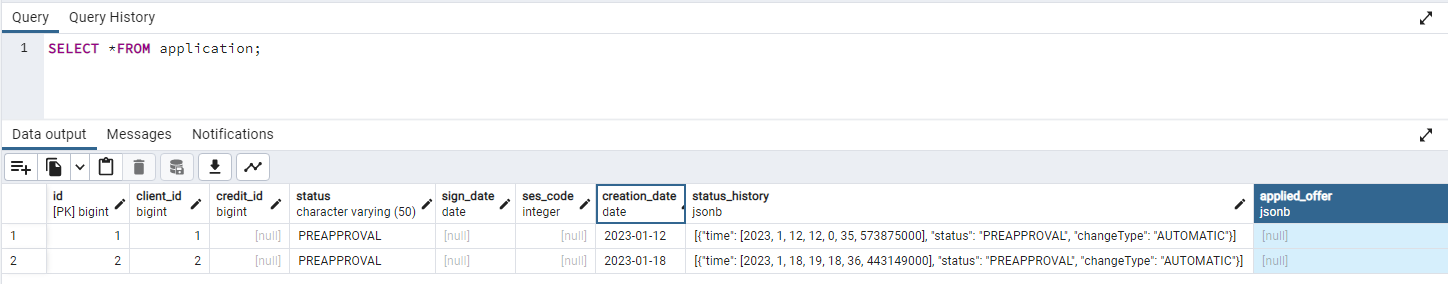 Query Query History
1 SELECT *FROM application;
Data output Messages Notifications
id client_id credit_id status sign_date ses_code creation_date status_history applied_offer
[PK] bigint bigint bigint character varying (50) date integer date jsonb jsonb
1 1 1 [null] PREAPPROVAL [null] [null] 2023-01-12 [{"time": [2023, 1, 12, 12, 0, 35, 573875000], "status": "PREAPPROVAL", "changeType": "AUTOMATIC"}] [null]
2 2 2 [null] PREAPPROVAL [null] [null] 2023-01-18 [{"time": [2023, 1, 18, 19, 18, 36, 443149000], "status": "PREAPPROVAL", "changeType": "AUTOMATIC"}] [null]